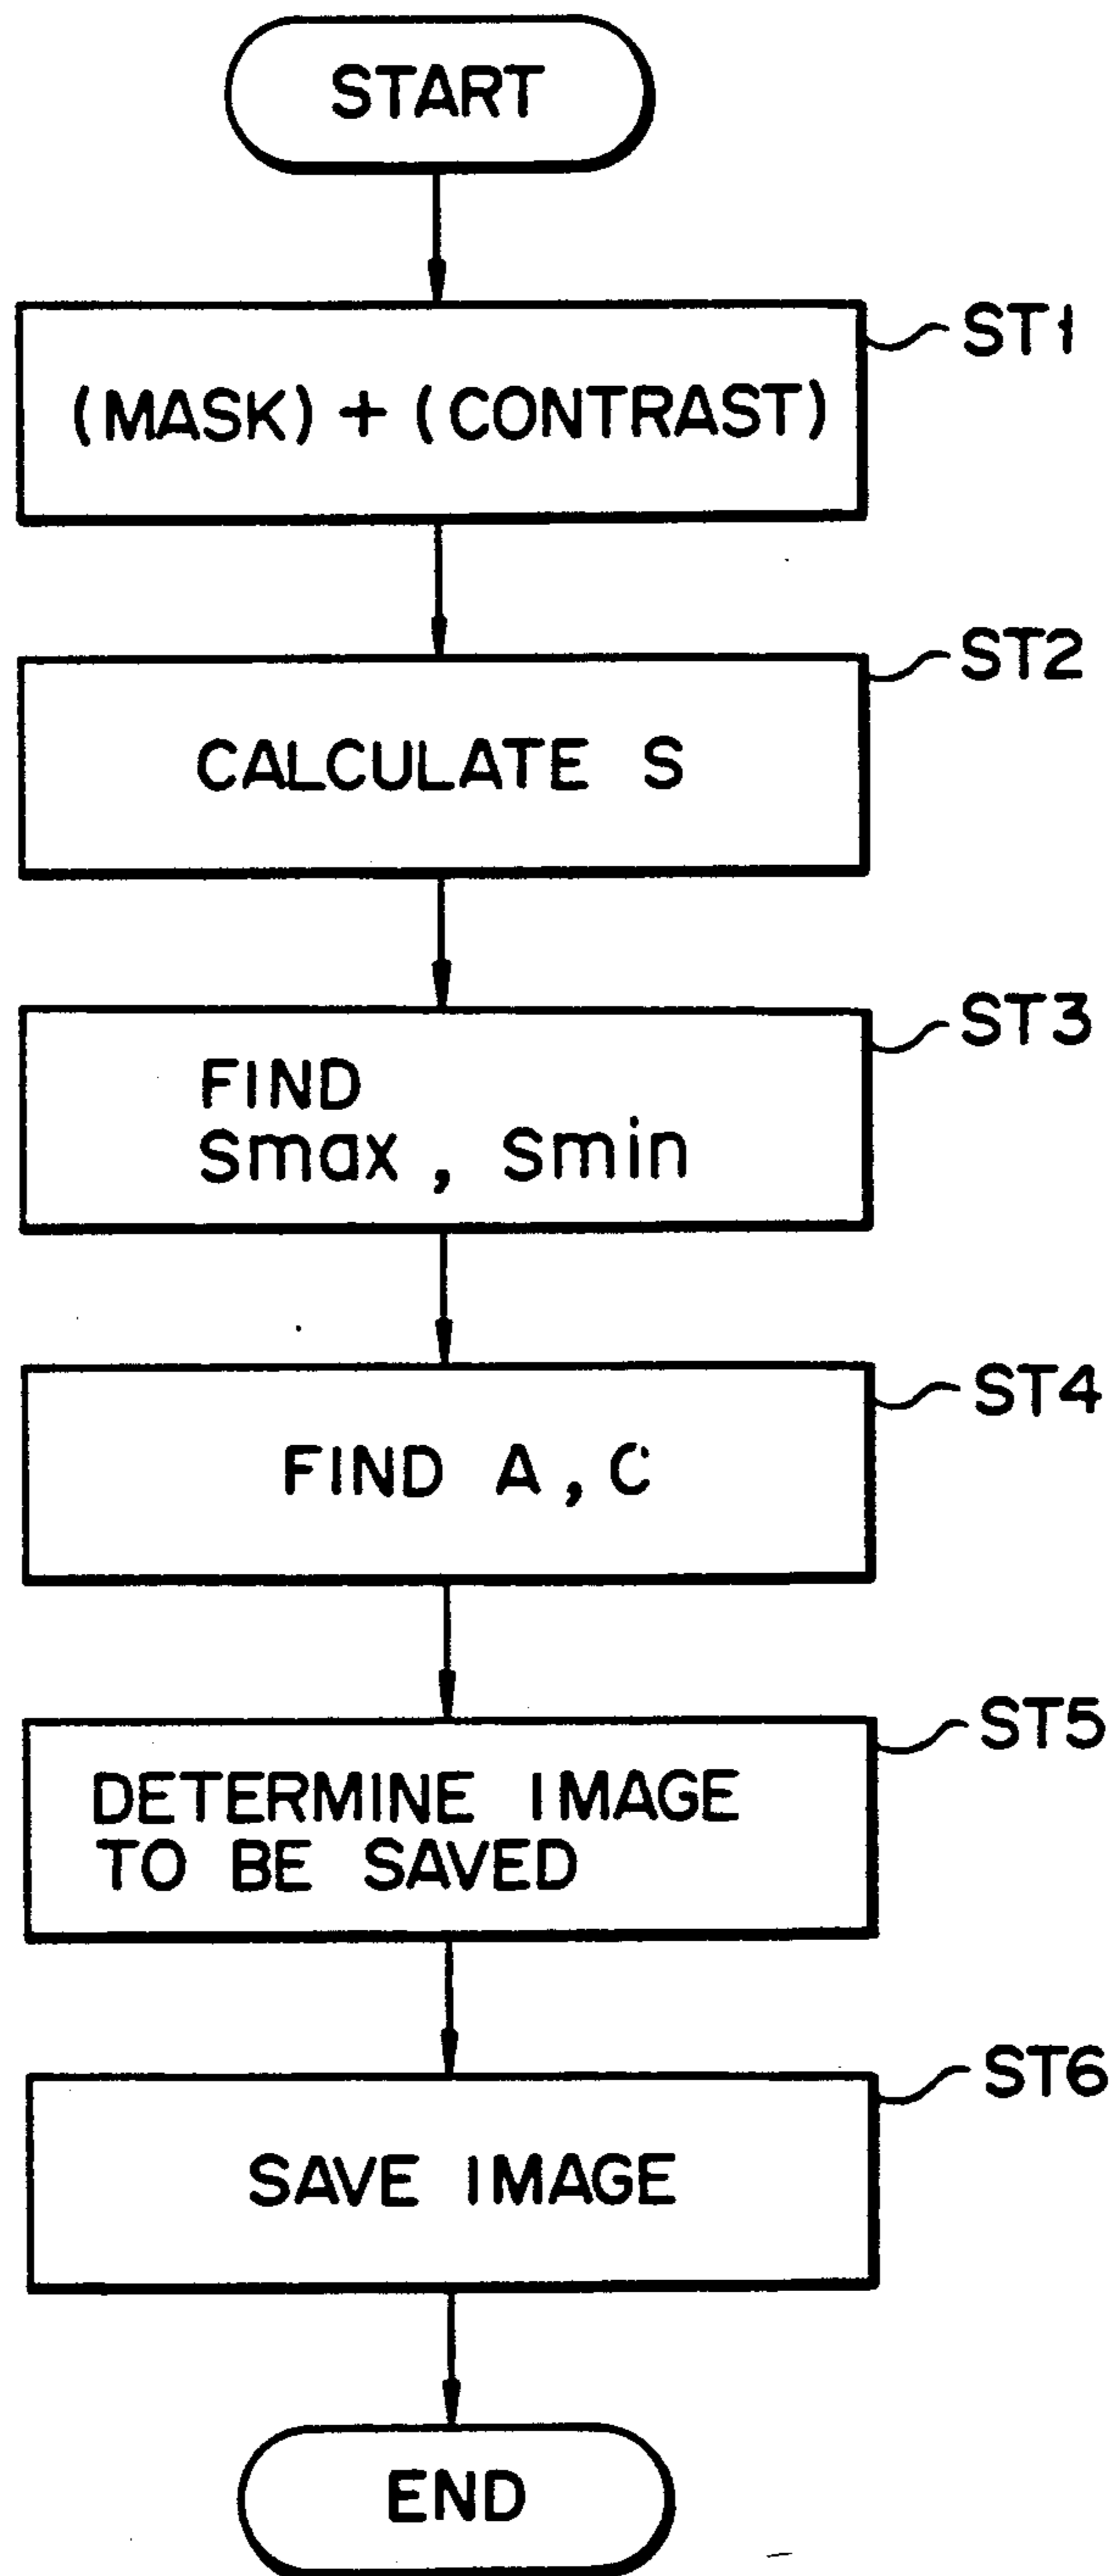 START
ST1
(MASK) + (CONTRAST)
ST2
CALCULATE S
ST3
FIND
Smax , Smin
ST4
FIND A , C
ST5
DETERMINE IMAGE
TO BE SAVED
ST6
SAVE IMAGE
END